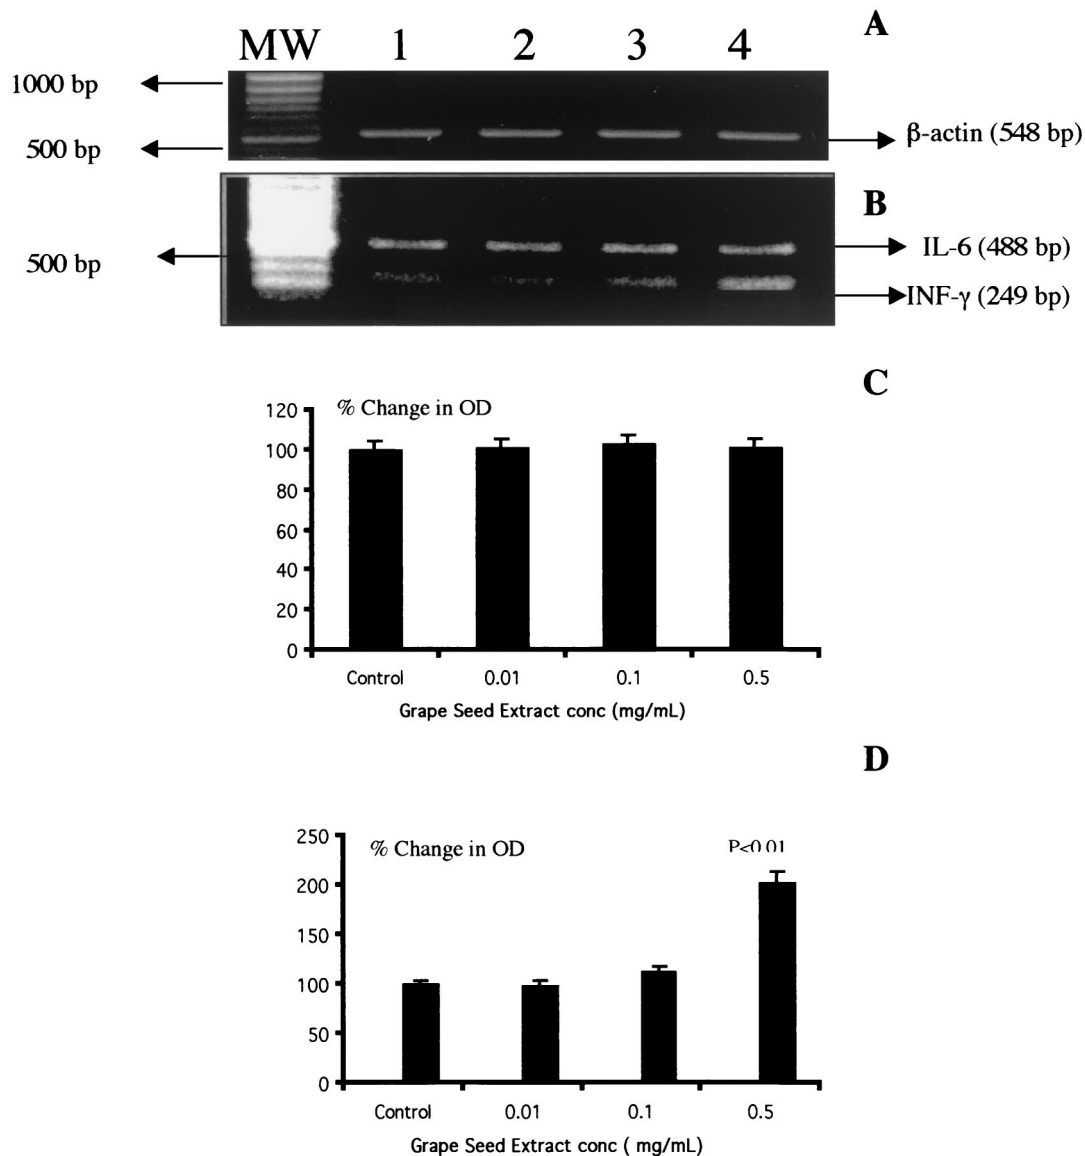 A
MW 1 2 3 4
1000 bp
β-actin (548 bp)
500 bp
B
IL-6 (488 bp)
500 bp
INF-γ (249 bp)
C
% Change in OD
120
100
80
60
40
20
0
Control 0.01 0.1 0.5
Grape Seed Extract conc (mg/mL)
D
% Change in OD
P<0.01
250
200
150
100
50
0
Control 0.01 0.1 0.5
Grape Seed Extract conc ( mg/mL)